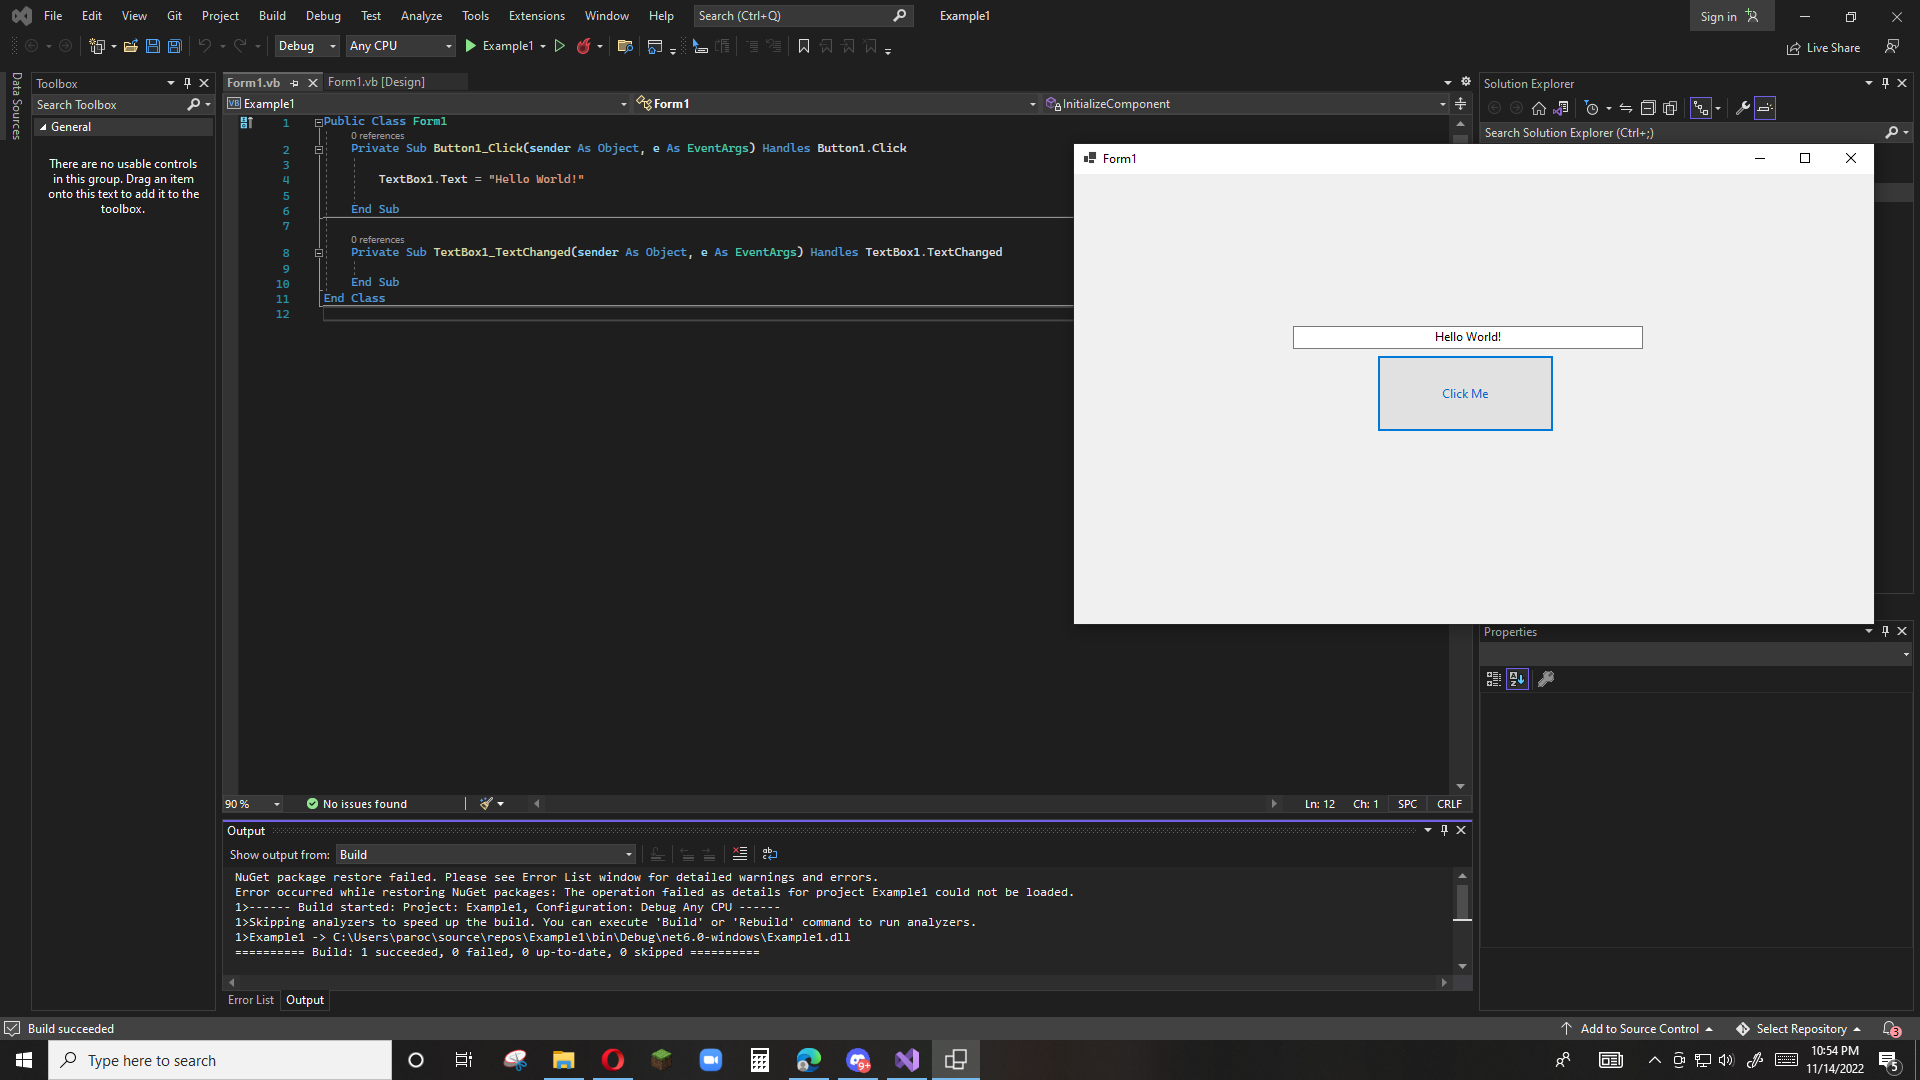 File Edit View Git Project Build Debug Test Analyze Tools Extensions Window Help Search (Ctrl+Q) Example1 Sign in
Debug Any CPU Example1 Live Share
Data Sources
Toolbox
Search Toolbox
General
There are no usable controls
in this group. Drag an item
onto this text to add it to the
toolbox.
Form1.vb Form1.vb [Design]
VB Example1 Form1 InitializeComponent
1 Public Class Form1
0 references
2 Private Sub Button1_Click(sender As Object, e As EventArgs) Handles Button1.Click
3
4 TextBox1.Text = "Hello World!"
5
6 End Sub
7
0 references
8 Private Sub TextBox1_TextChanged(sender As Object, e As EventArgs) Handles TextBox1.TextChanged
9
10 End Sub
11 End Class
12
90 % No issues found Ln: 12 Ch: 1 SPC CRLF
Output
Show output from: Build
NuGet package restore failed. Please see Error List window for detailed warnings and errors.
Error occurred while restoring NuGet packages: The operation failed as details for project Example1 could not be loaded.
1>------ Build started: Project: Example1, Configuration: Debug Any CPU ------
1>Skipping analyzers to speed up the build. You can execute 'Build' or 'Rebuild' command to run analyzers.
1>Example1 -> C:\Users\paroc\source\repos\Example1\bin\Debug\net6.0-windows\Example1.dll
========== Build: 1 succeeded, 0 failed, 0 up-to-date, 0 skipped ==========
Error List Output
Solution Explorer
Search Solution Explorer (Ctrl+;)
Form1
Hello World!
Click Me
Properties
Build succeeded Add to Source Control Select Repository 3
Type here to search 9+ 10:54 PM
11/14/2022 5